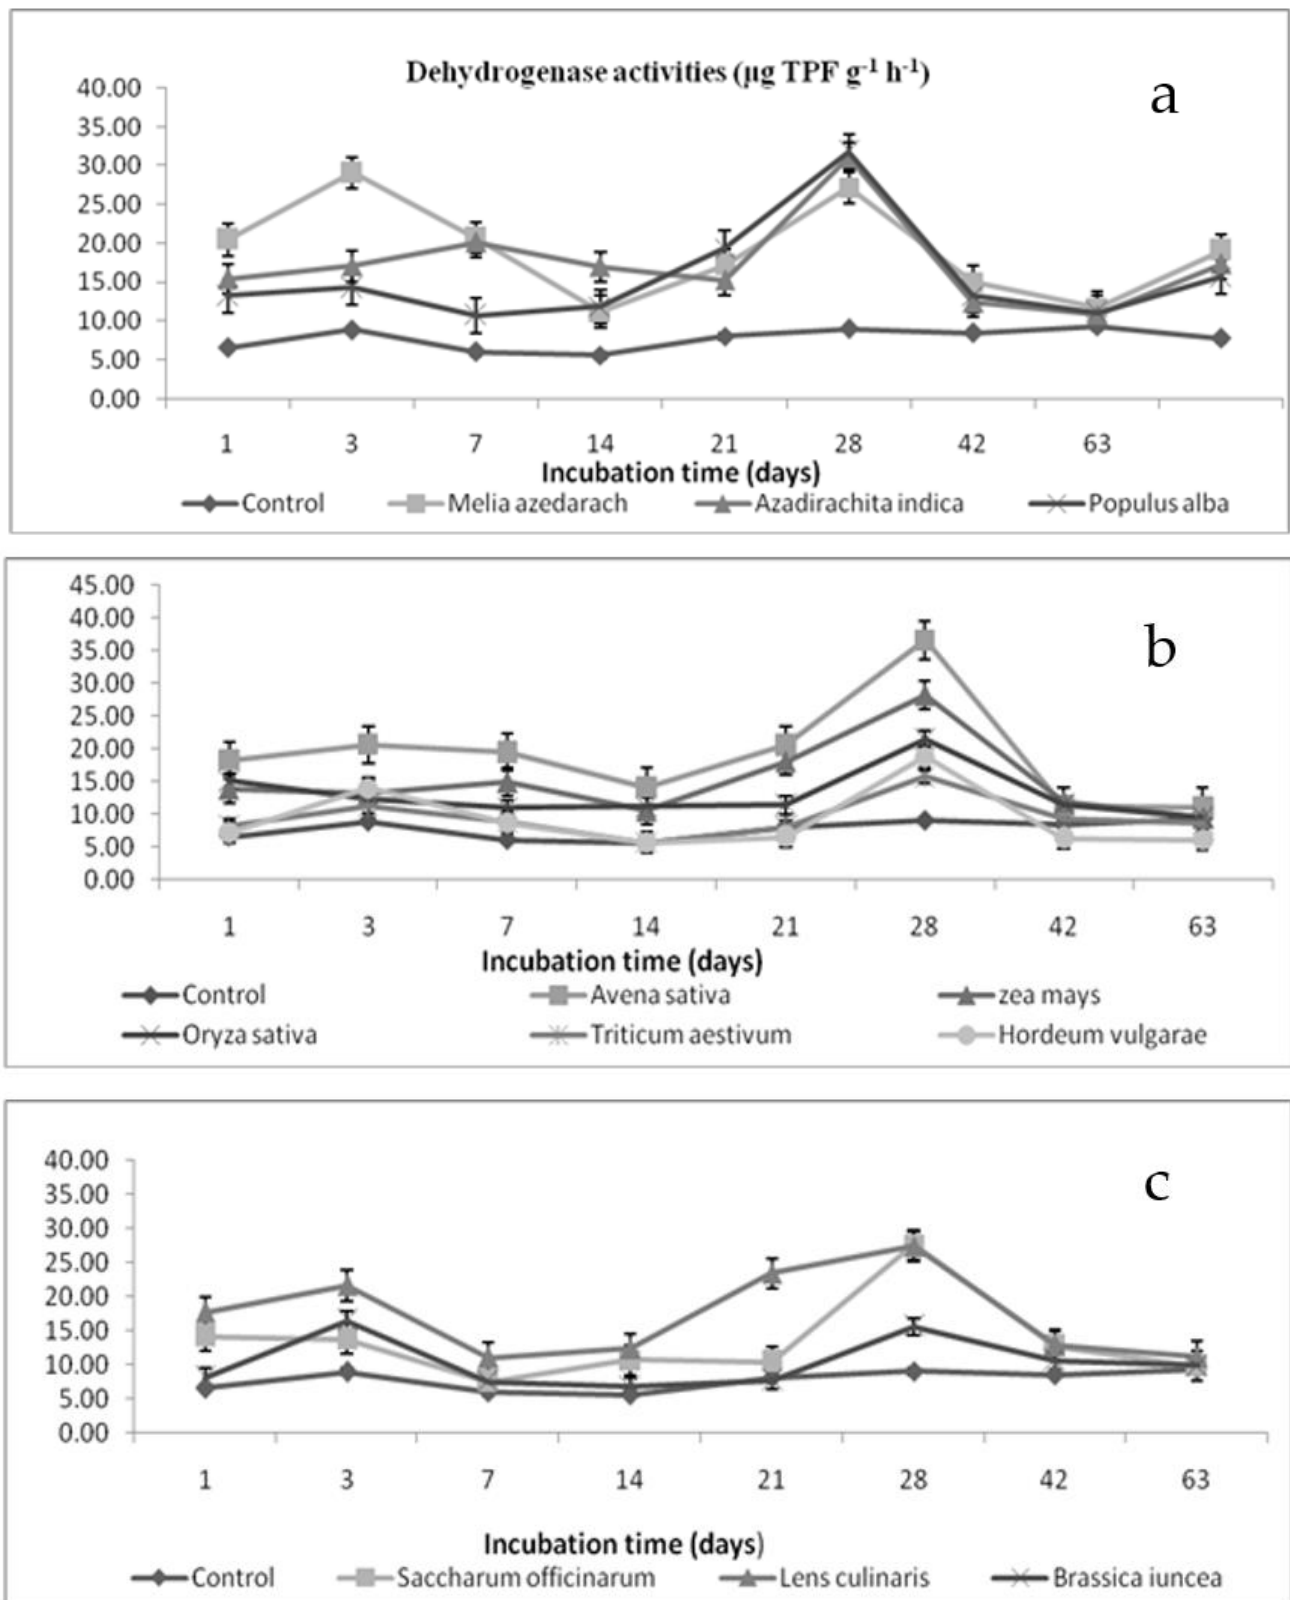 Dehydrogenase activities (µg TPF g-1 h-1)
a
40.00
35.00
30.00
25.00
20.00
15.00
10.00
5.00
0.00
1 3 7 14 21 28 42 63
Incubation time (days)
Control Melia azedarach Azadirachita indica Populus alba
b
45.00
40.00
35.00
30.00
25.00
20.00
15.00
10.00
5.00
0.00
1 3 7 14 21 28 42 63
Incubation time (days)
Control Avena sativa zea mays
Oryza sativa Triticum aestivum Hordeum vulgarae
c
40.00
35.00
30.00
25.00
20.00
15.00
10.00
5.00
0.00
1 3 7 14 21 28 42 63
Incubation time (days)
Control Saccharum officinarum Lens culinaris Brassica iuncea